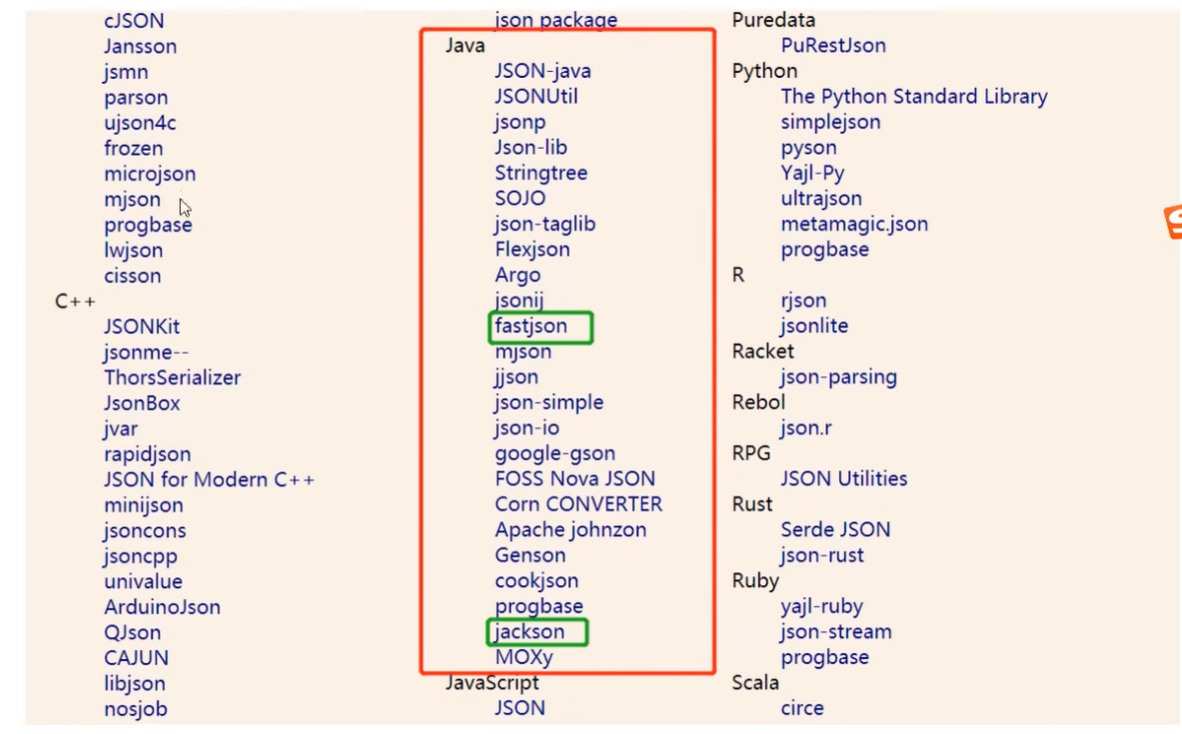 cJSON
Jansson
jsmn
parson
ujson4c
frozen
microjson
mjson
progbase
lwjson
cisson
C++
JSONKit
jsonme--
ThorsSerializer
JsonBox
jvar
rapidjson
JSON for Modern C++
minijson
jsoncons
jsoncpp
univalue
ArduinoJson
QJson
CAJUN
libjson
nosjob
json package
Java
JSON-java
JSONUtil
jsonp
Json-lib
Stringtree
SOJO
json-taglib
Flexjson
Argo
jsonij
fastjson
mjson
jjson
json-simple
json-io
google-gson
FOSS Nova JSON
Corn CONVERTER
Apache johnzon
Genson
cookjson
progbase
jackson
MOXy
JavaScript
JSON
Puredata
PuRestJson
Python
The Python Standard Library
simplejson
pyson
Yajl-Py
ultrajson
metamagic.json
progbase
R
rjson
jsonlite
Racket
json-parsing
Rebol
json.r
RPG
JSON Utilities
Rust
Serde JSON
json-rust
Ruby
yajl-ruby
json-stream
progbase
Scala
circe